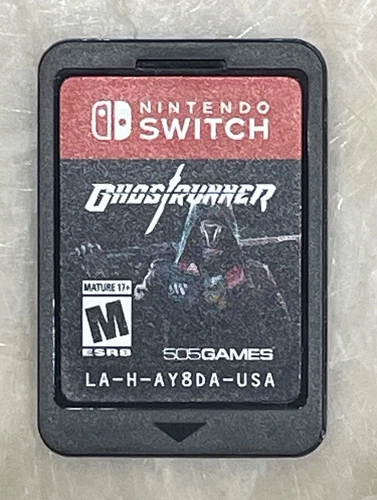 NINTENDO
SWITCH
GHOSTRUNNER
MATURE 17+
M
ESRB
505GAMES
LA-H-AY8DA-USA